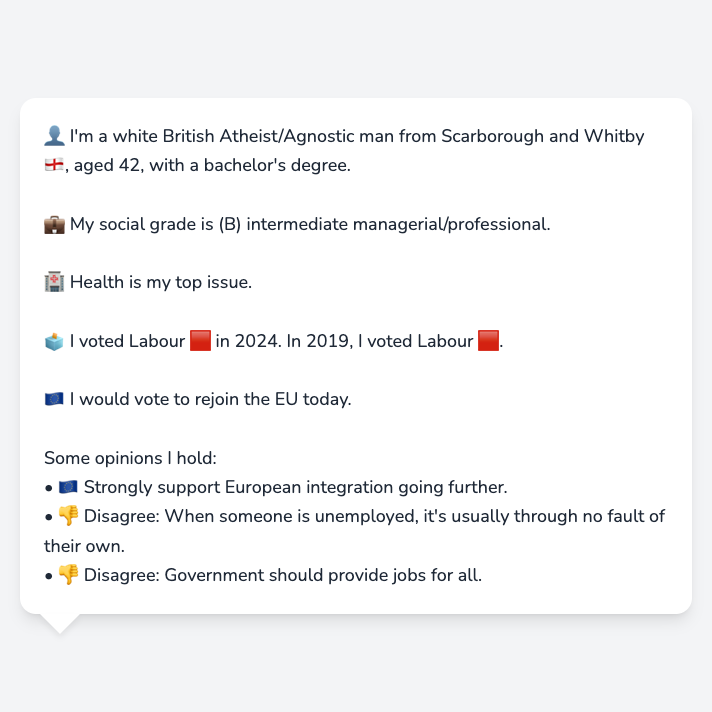 👤 I'm a white British Atheist/Agnostic man from Scarborough and Whitby
🏴󠁧󠁢󠁥󠁮󠁧󠁿, aged 42, with a bachelor's degree.
💼 My social grade is (B) intermediate managerial/professional.
🏥 Health is my top issue.
🗳️ I voted Labour 🟥 in 2024. In 2019, I voted Labour 🟥.
🇪🇺 I would vote to rejoin the EU today.
Some opinions I hold:
• 🇪🇺 Strongly support European integration going further.
• 👎 Disagree: When someone is unemployed, it's usually through no fault of
their own.
• 👎 Disagree: Government should provide jobs for all.